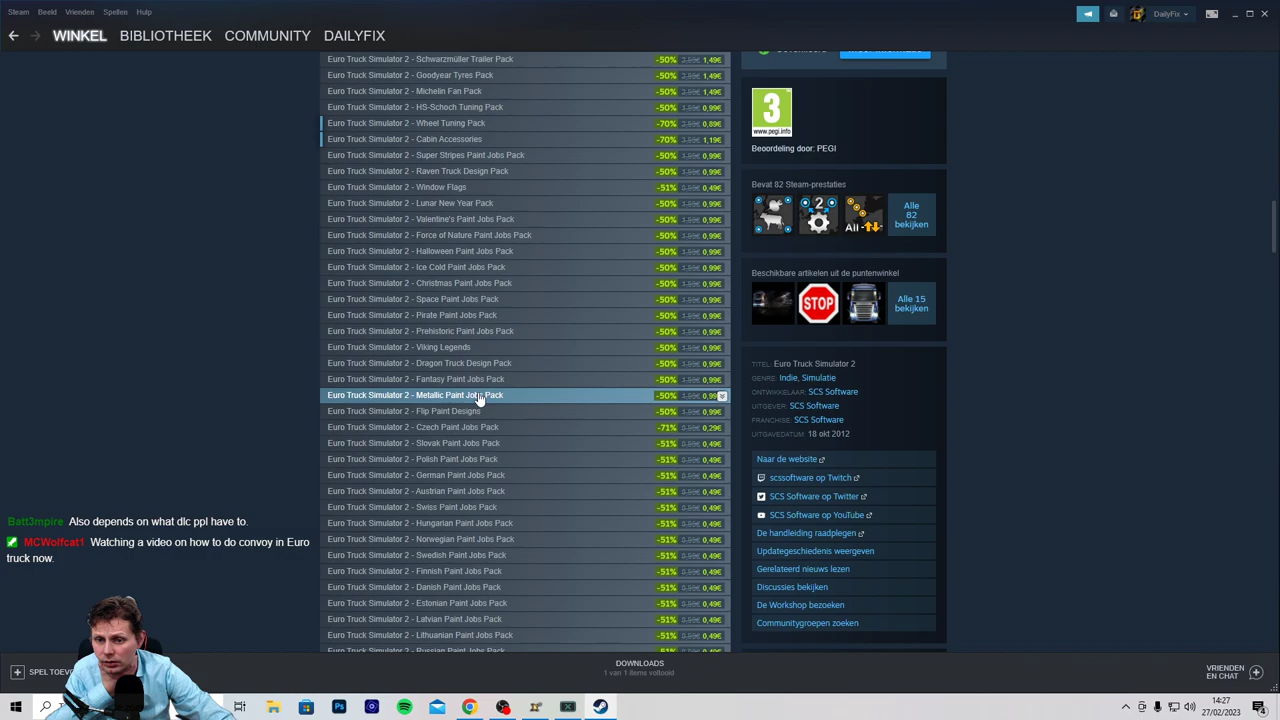 Steam Beeld Vrienden Spellen Hulp DailyFix
WINKEL BIBLIOTHEEK COMMUNITY DAILYFIX
Euro Truck Simulator 2 - Schwarzmüller Trailer Pack -50% 1,49€
Euro Truck Simulator 2 - Goodyear Tyres Pack -50% 1,49€
Euro Truck Simulator 2 - Michelin Fan Pack -50% 1,49€
Euro Truck Simulator 2 - HS-Schoch Tuning Pack -50% 0,99€
Euro Truck Simulator 2 - Wheel Tuning Pack -70% 0,89€
Euro Truck Simulator 2 - Cabin Accessories -70% 1,19€
Euro Truck Simulator 2 - Super Stripes Paint Jobs Pack -50% 0,99€
Euro Truck Simulator 2 - Raven Truck Design Pack -50% 0,99€
Euro Truck Simulator 2 - Window Flags -51% 0,49€
Euro Truck Simulator 2 - Lunar New Year Pack -50% 0,99€
Euro Truck Simulator 2 - Valentine's Paint Jobs Pack -50% 0,99€
Euro Truck Simulator 2 - Force of Nature Paint Jobs Pack -50% 0,99€
Euro Truck Simulator 2 - Halloween Paint Jobs Pack -50% 0,99€
Euro Truck Simulator 2 - Ice Cold Paint Jobs Pack -50% 0,99€
Euro Truck Simulator 2 - Christmas Paint Jobs Pack -50% 0,99€
Euro Truck Simulator 2 - Space Paint Jobs Pack -50% 0,99€
Euro Truck Simulator 2 - Pirate Paint Jobs Pack -50% 0,99€
Euro Truck Simulator 2 - Prehistoric Paint Jobs Pack -50% 0,99€
Euro Truck Simulator 2 - Viking Legends -50% 0,99€
Euro Truck Simulator 2 - Dragon Truck Design Pack -50% 0,99€
Euro Truck Simulator 2 - Fantasy Paint Jobs Pack -50% 0,99€
Euro Truck Simulator 2 - Metallic Paint Jobs Pack -50% 0,99
Euro Truck Simulator 2 - Flip Paint Designs -50% 0,99€
Euro Truck Simulator 2 - Czech Paint Jobs Pack -71% 0,29€
Euro Truck Simulator 2 - Slovak Paint Jobs Pack -51% 0,49€
Euro Truck Simulator 2 - Polish Paint Jobs Pack -51% 0,49€
Euro Truck Simulator 2 - German Paint Jobs Pack -51% 0,49€
Euro Truck Simulator 2 - Austrian Paint Jobs Pack -51% 0,49€
Euro Truck Simulator 2 - Swiss Paint Jobs Pack -51% 0,49€
Euro Truck Simulator 2 - Hungarian Paint Jobs Pack -51% 0,49€
Euro Truck Simulator 2 - Norwegian Paint Jobs Pack -51% 0,49€
Euro Truck Simulator 2 - Swedish Paint Jobs Pack -51% 0,49€
Euro Truck Simulator 2 - Finnish Paint Jobs Pack -51% 0,49€
Euro Truck Simulator 2 - Danish Paint Jobs Pack -51% 0,49€
Euro Truck Simulator 2 - Estonian Paint Jobs Pack -51% 0,49€
Euro Truck Simulator 2 - Latvian Paint Jobs Pack -51% 0,49€
Euro Truck Simulator 2 - Lithuanian Paint Jobs Pack -51% 0,49€
Euro Truck Simulator 2 - Russian Paint Jobs Pack -51% 0,49€
3
www.pegi.info
Beoordeling door: PEGI
Bevat 82 Steam-prestaties
2
All
Alle
82
bekijken
Beschikbare artikelen uit de puntenwinkel
STOP
Alle 15
bekijken
TITEL: Euro Truck Simulator 2
GENRE: Indie, Simulatie
ONTWIKKELAAR: SCS Software
UITGEVER: SCS Software
FRANCHISE: SCS Software
UITGAVEDATUM: 18 okt 2012
Naar de website
scssoftware op Twitch
SCS Software op Twitter
SCS Software op YouTube
De handleiding raadplegen
Updategeschiedenis weergeven
Gerelateerd nieuws lezen
Discussies bekijken
De Workshop bezoeken
Communitygroepen zoeken
Batt3mpire Also depends on what dlc ppl have to.
MCWolfcat1 Watching a video on how to do convoy in Euro
truck now.
SPEL TOEV
DOWNLOADS
1 van 1 items voltooid
VRIENDEN
EN CHAT
Ps
14:27
27/02/2023
4